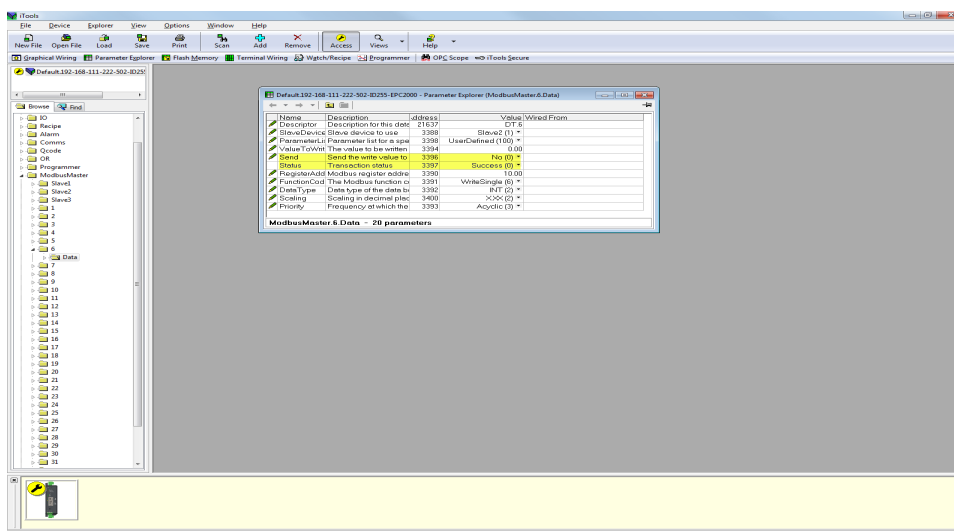 iTools
File Device Explorer View Options Window Help
New File Open File Load Save Print Scan Add Remove Access Views Help
Graphical Wiring Parameter Explorer Flash Memory Terminal Wiring Watch/Recipe Programmer OPC Scope iTools Secure
Default.192-168-111-222-502-ID25
Browse Find
IO
Recipe
Alarm
Comms
Qcode
OR
Programmer
ModbusMaster
Slave1
Slave2
Slave3
1
2
3
4
5
6
Data
7
8
9
10
11
12
13
14
15
16
17
18
19
20
21
22
23
24
25
26
27
28
29
30
31
Default.192-168-111-222-502-ID255-EPC2000 - Parameter Explorer (ModbusMaster.6.Data)
Name Description Address Value Wired From
Descriptor Description for this date 21637 DT.6
SlaveDevice Slave device to use 3388 Slave2 (1)
ParameterLi Parameter list for a spe 3398 UserDefined (100)
ValueToWrit The value to be written 3394 0.00
Send Send the write value to 3396 No (0)
Status Transaction status 3397 Success (0)
RegisterAdd Modbus register addre 3390 10.00
FunctionCod The Modbus function c 3391 WriteSingle (6)
DataType Data type of the data b 3392 INT (2)
Scaling Scaling in decimal plac 3400 X.XX (2)
Priority Frequency at which the 3393 Acyclic (3)
ModbusMaster.6.Data - 20 parameters